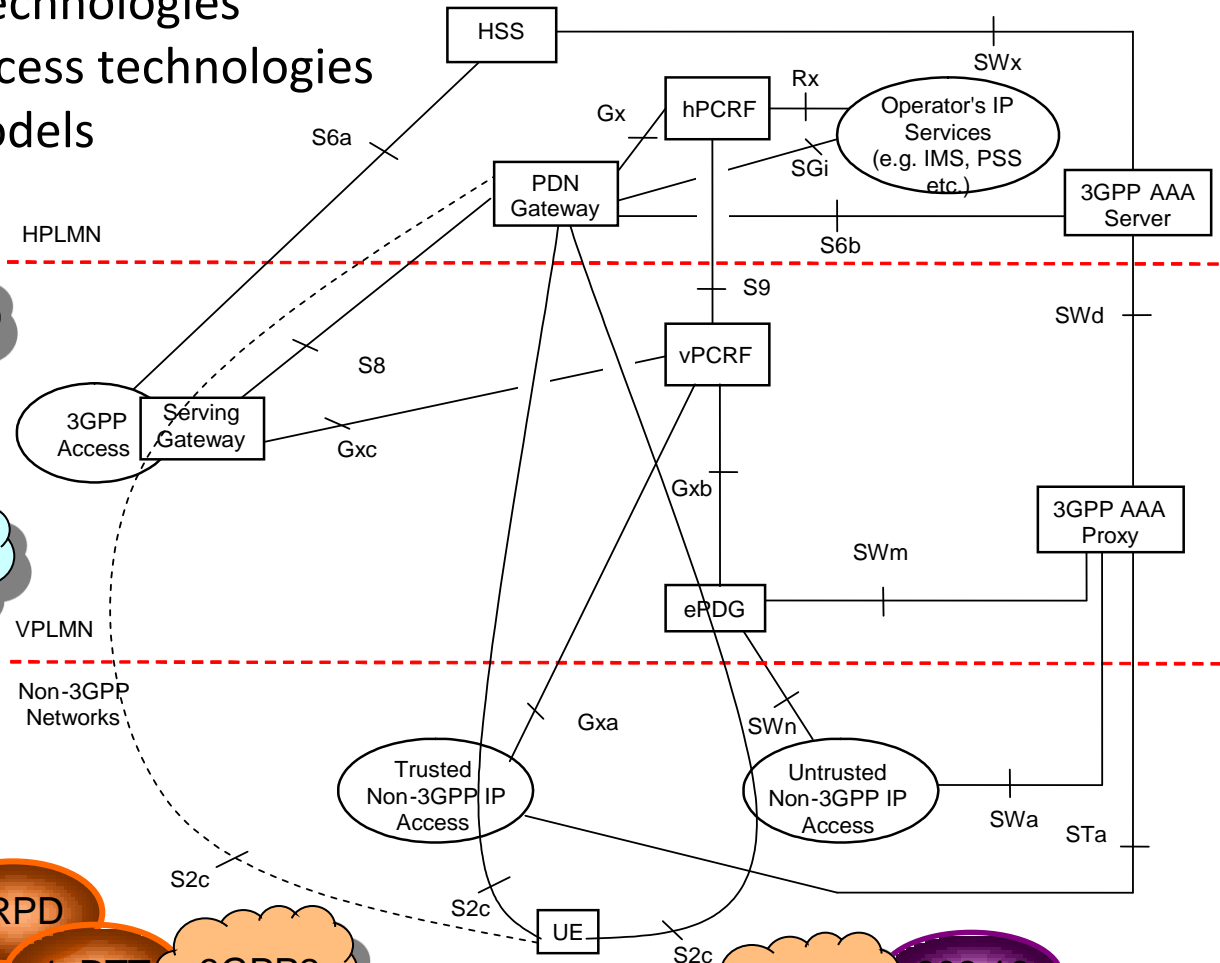 echnologies
cess technologies
odels
HSS
SWx
Rx
Gx
hPCRF
Operator's IP
Services
(e.g. IMS, PSS
etc.)
S6a
SGi
PDN
Gateway
3GPP AAA
Server
HPLMN
S6b
S9
SWd
vPCRF
S8
3GPP
Access
Serving
Gateway
Gxc
Gxb
3GPP AAA
Proxy
SWm
ePDG
VPLMN
Non-3GPP
Networks
Gxa
SWn
Trusted
Non-3GPP IP
Access
Untrusted
Non-3GPP IP
Access
SWa
STa
S2c
S2c
RPD
UE
S2c